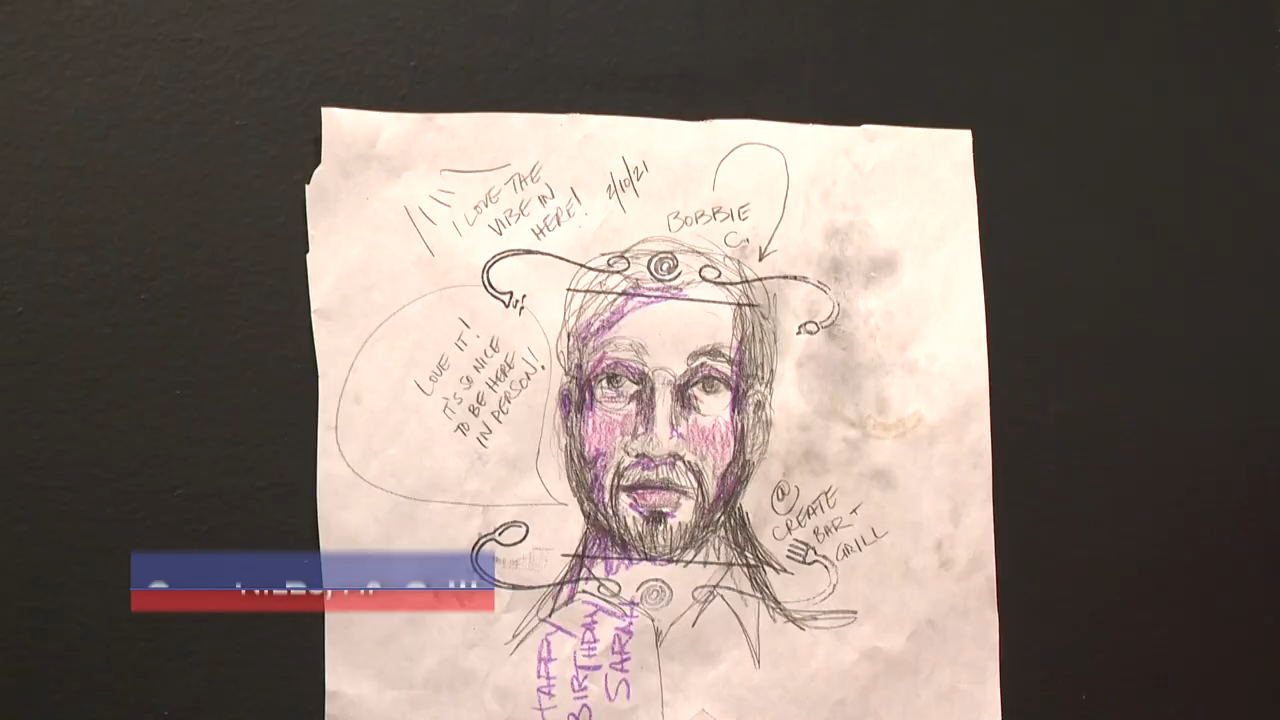 I LOVE THE
VIBE IN
HERE!
2/10/21
BOBBIE
G.
LOVE IT!
IT'S SO NICE
TO BE HERE
IN PERSON!
@
CREATE
BAR +
GRILL
HAPPY
BIRTHDAY
SARAH